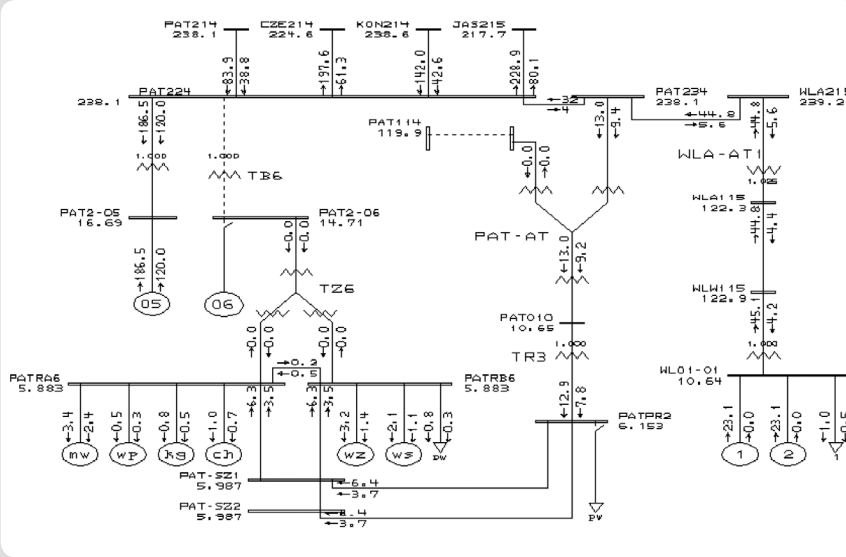 PAT214 CZE214 KON214 JAS215
238.1 224.6 238.6 217.7
83.9 38.8 197.6 61.3 142.0 42.6 228.9 80.1
PAT224 PAT234 WLA215
238.1 238.1 239.2
32
4
44.8
5.6
186.5 120.0 13.0 9.4 44.8 5.6
PAT114
119.9
-0.0 -0.0
WLA-AT1
1.000 1.000
TB6
1.025
WLA115
122.3
PAT2-05 PAT2-06
16.69 14.71
-0.0 -0.0
PAT-AT
44.8 4.4
13.0 9.2
186.5 120.0
05 06
TZ6
WLW115
122.9
PAT010
10.65
45.1 4.2
-0.0 -0.0 -0.0 -0.0
1.000
TR3
WL01-01
10.64
0.2
0.5
PATRA6 PATRB6
5.883 5.883
6.3 3.5 6.3 3.5
12.9 7.8
PATPR2
6.153
3.4 2.4 0.5 0.3 0.8 0.5 1.0 0.7 3.2 1.4 2.1 1.1 0.8 0.3
23.1 0.0 23.1 0.0 1.0
mw wp kg ch wz ws pw
1 2 1
PAT-SZ1
5.987
6.4
3.7
PAT-SZ2
5.987
3.7
pw